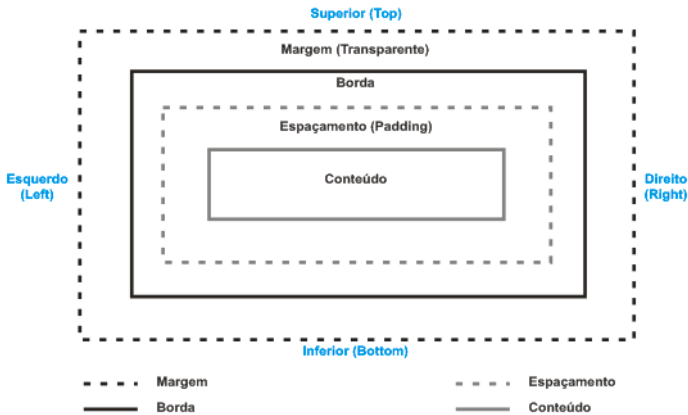 Superior (Top)
Margem (Transparente)
Borda
Espaçamento (Padding)
Conteúdo
Esquerdo
(Left)
Direito
(Right)
Inferior (Bottom)
Margem
Espaçamento
Borda
Conteúdo